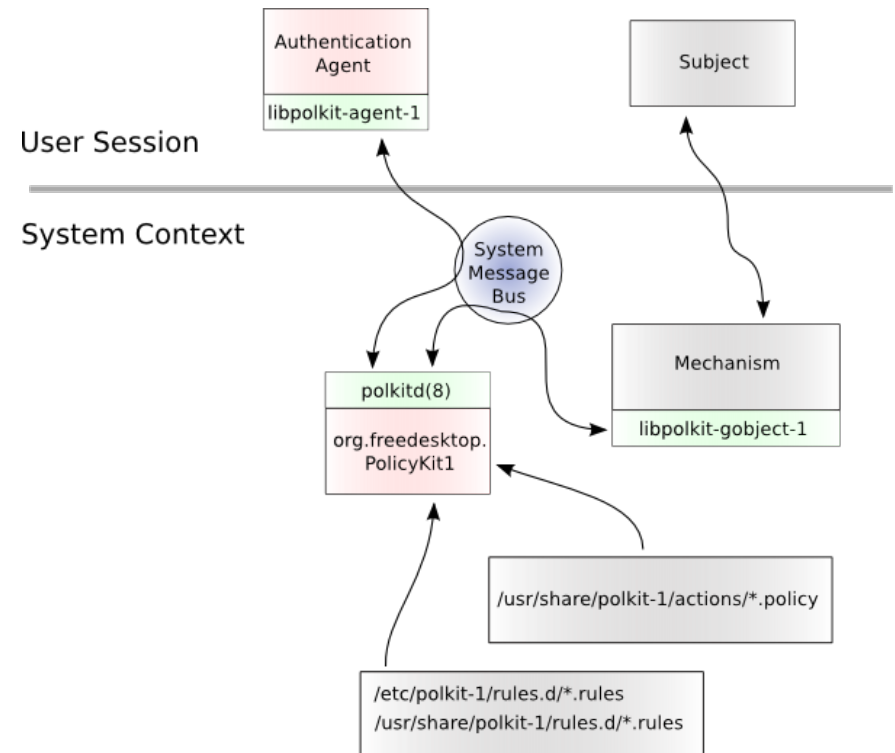 Authentication
Agent
libpolkit-agent-1
Subject
User Session
System Context
System
Message
Bus
polkitd(8)
org.freedesktop.
PolicyKit1
Mechanism
libpolkit-gobject-1
/usr/share/polkit-1/actions/*.policy
/etc/polkit-1/rules.d/*.rules
/usr/share/polkit-1/rules.d/*.rules